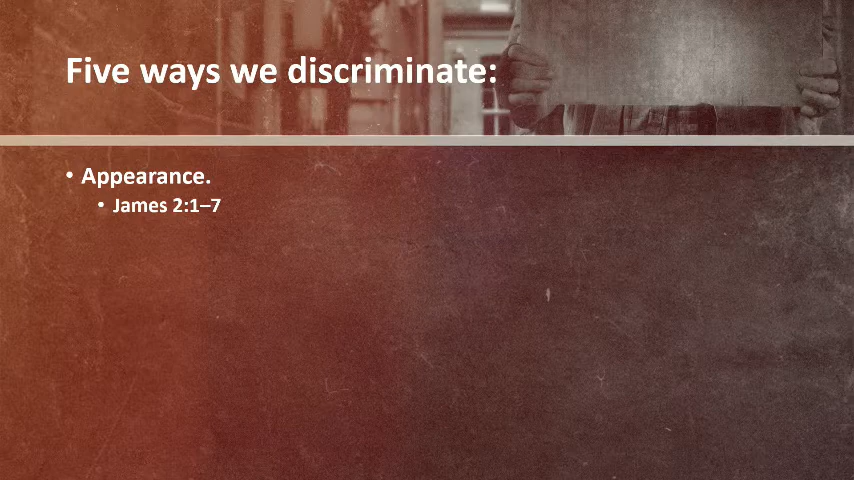 Five ways we discriminate:
• Appearance.
• James 2:1–7